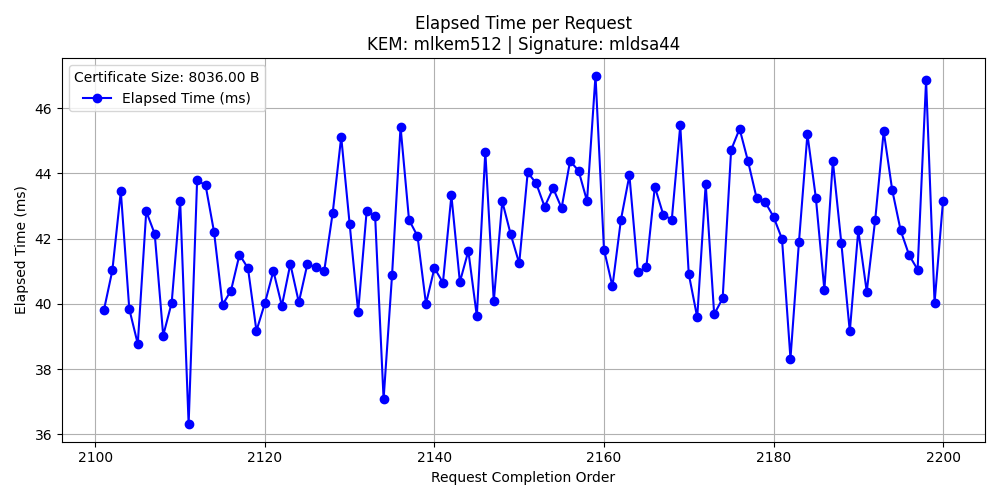 Elapsed Time per Request
KEM: mlkem512 | Signature: mldsa44
Certificate Size: 8036.00 B
Elapsed Time (ms)
Elapsed Time (ms)
46
44
42
40
38
36
2100 2120 2140 2160 2180 2200
Request Completion Order